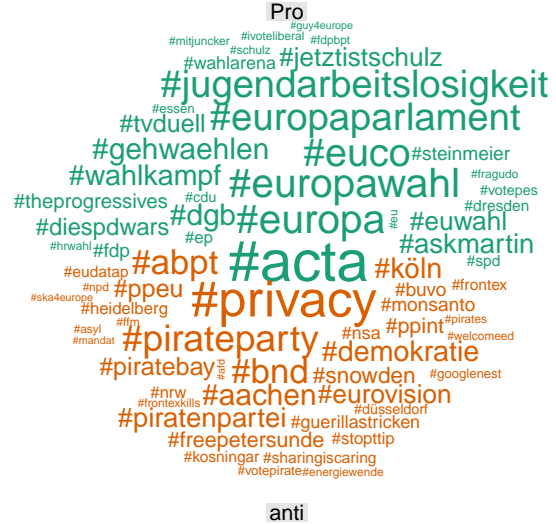 Pro
#guy4europe
#mitjuncker #ivoteliberal #fdpbpt
#schulz
#wahlarena #jetztistschulz
#jugendarbeitslosigkeit
#essen #europaparlament
#tvduell
#gehwaehlen #euco #steinmeier
#wahlkampf #europawahl #fragudo
#votepes
#theprogressives #cdu #dgb #europa #eu #dresden
#diespdwars #euwahl
#hrwahl #fdp #ep #askmartin
#acta #spd
#eudatap #abpt #köln
#ska4europe #npd #ppeu #privacy #buvo #frontex
#heidelberg #monsanto
#asyl #ffm #pirateparty #ppint #pirates
#mandat #nsa #welcomeed
#piratebay #afd #bnd #demokratie
#snowden #googlenest
#nrw #aachen #eurovision
#frontexkills #düsseldorf
#piratenpartei #guerillastricken
#freepetersunde #stopttip
#kosningar #sharingiscaring
#votepirate #energiewende
anti